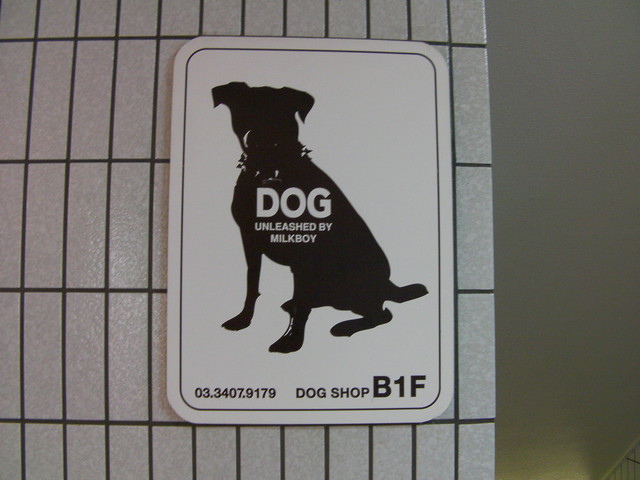 DOG
UNLEASHED BY
MILKBOY
03.3407.9179 DOG SHOP B1F